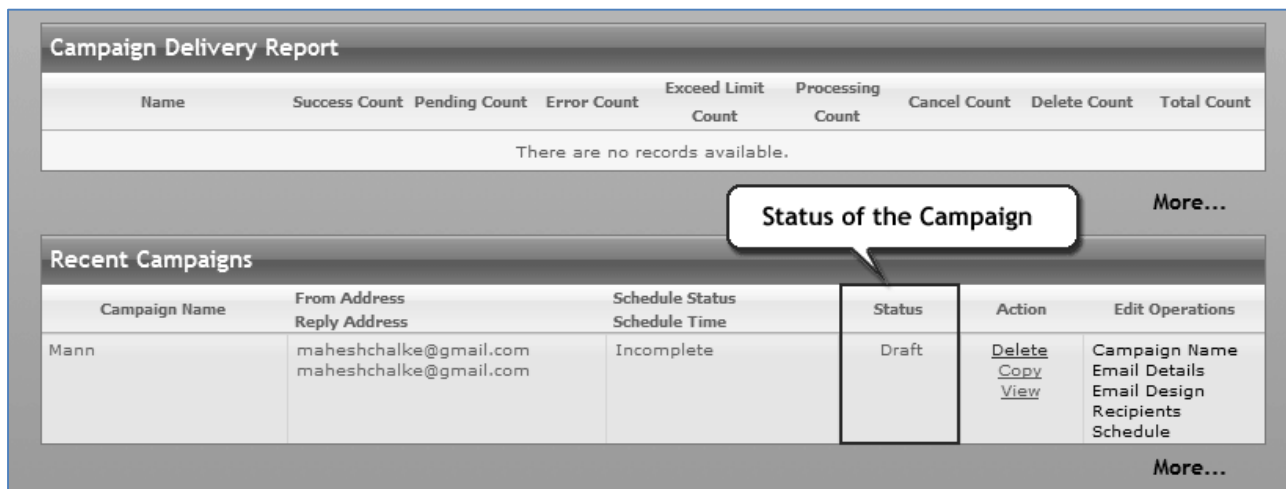 Campaign Delivery Report
Name Success Count Pending Count Error Count Exceed Limit Count Processing Count Cancel Count Delete Count Total Count
There are no records available.
More...
Status of the Campaign
Recent Campaigns
Campaign Name From Address Reply Address Schedule Status Schedule Time Status Action Edit Operations
Mann maheshchalke@gmail.com Incomplete Draft Delete Campaign Name
maheshchalke@gmail.com Copy Email Details
View Email Design
Recipients
Schedule
More...